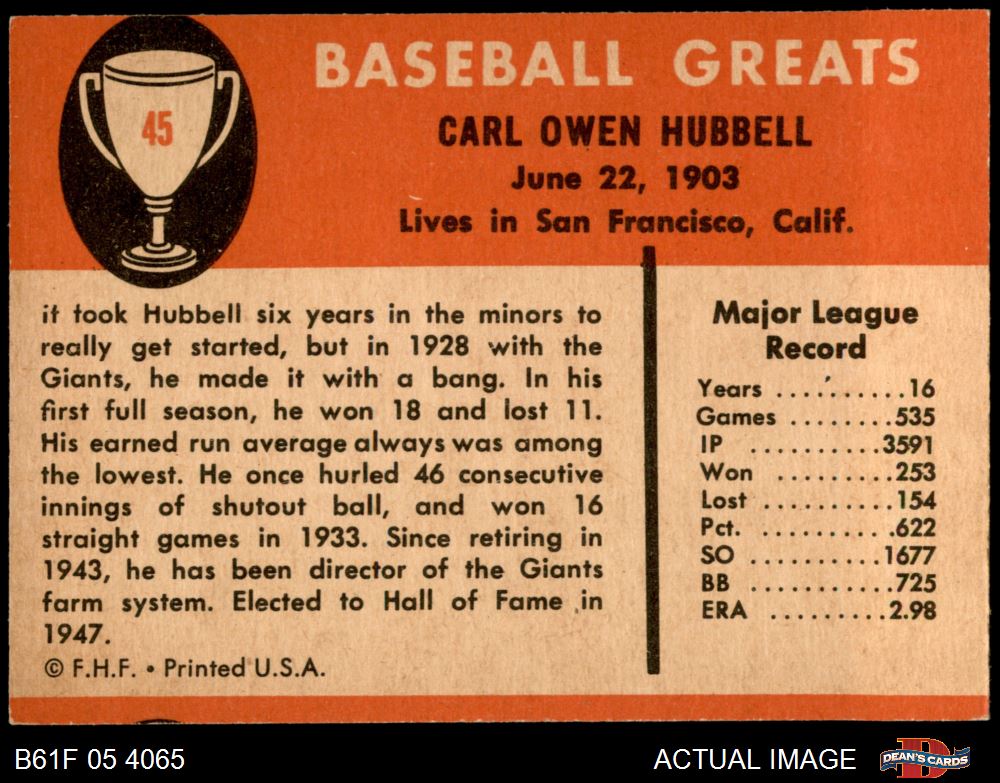 45
BASEBALL GREATS
CARL OWEN HUBBELL
June 22, 1903
Lives in San Francisco, Calif.
it took Hubbell six years in the minors to
really get started, but in 1928 with the
Giants, he made it with a bang. In his
first full season, he won 18 and lost 11.
His earned run average always was among
the lowest. He once hurled 46 consecutive
innings of shutout ball, and won 16
straight games in 1933. Since retiring in
1943, he has been director of the Giants
farm system. Elected to Hall of Fame in
1947.
© F.H.F. • Printed U.S.A.
Major League
Record
Years ..........16
Games ........535
IP ..........3591
Won .........253
Lost ..........154
Pct. ..........622
SO ..........1677
BB ..........725
ERA .........2.98
B61F 05 4065
ACTUAL IMAGE
D
DEAN'S CARDS